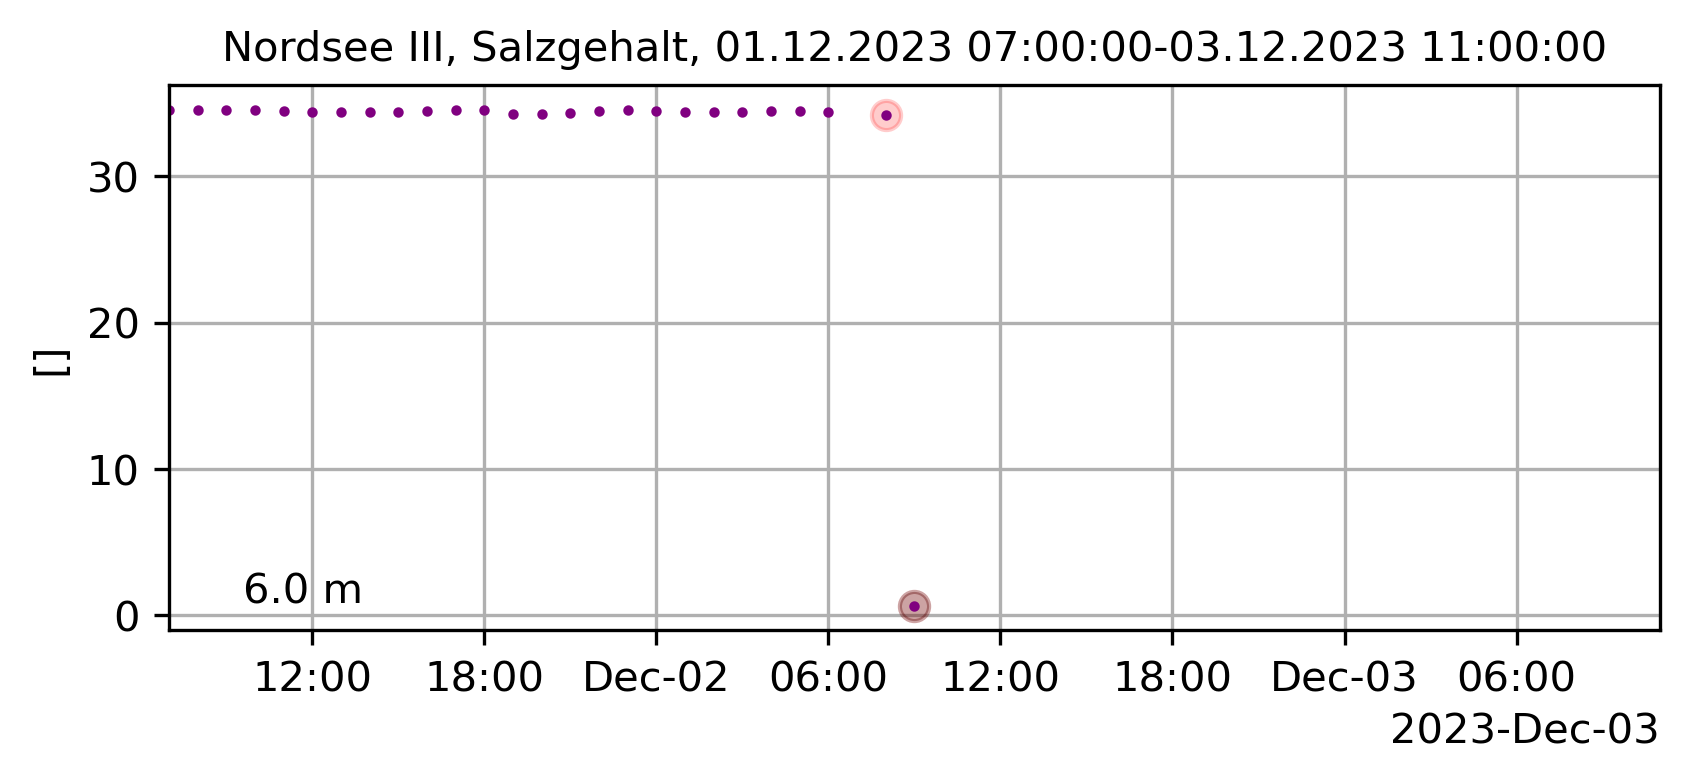 Nordsee III, Salzgehalt, 01.12.2023 07:00:00-03.12.2023 11:00:00
30
20
[]
10
6.0 m
0
12:00 18:00 Dec-02 06:00 12:00 18:00 Dec-03 06:00
2023-Dec-03